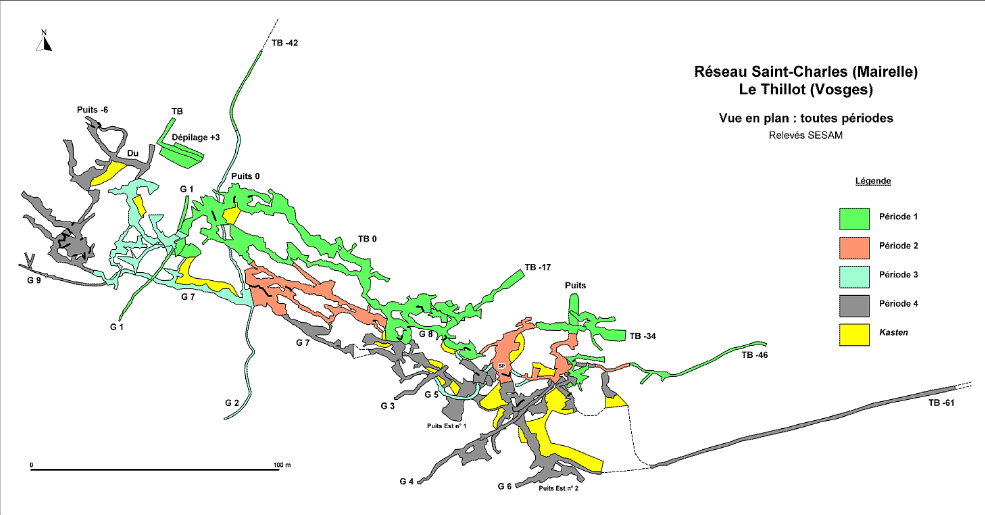 N
TB -42
Réseau Saint-Charles (Mairelle)
Le Thillot (Vosges)
Vue en plan : toutes périodes
Relevés SESAM
Puits -6
TB
Dépilage +3
Du
G 1
Puits 0
Légende
Période 1
Période 2
Période 3
Période 4
Kasten
TB 0
TB -17
G 9
G 7
Puits
G 1
G 8
G 7
TB -34
TB -46
SP
G 5
G 3
G 2
TB -61
Puits Est n° 1
0
100 m
G 4
G 6
Puits Est n° 2